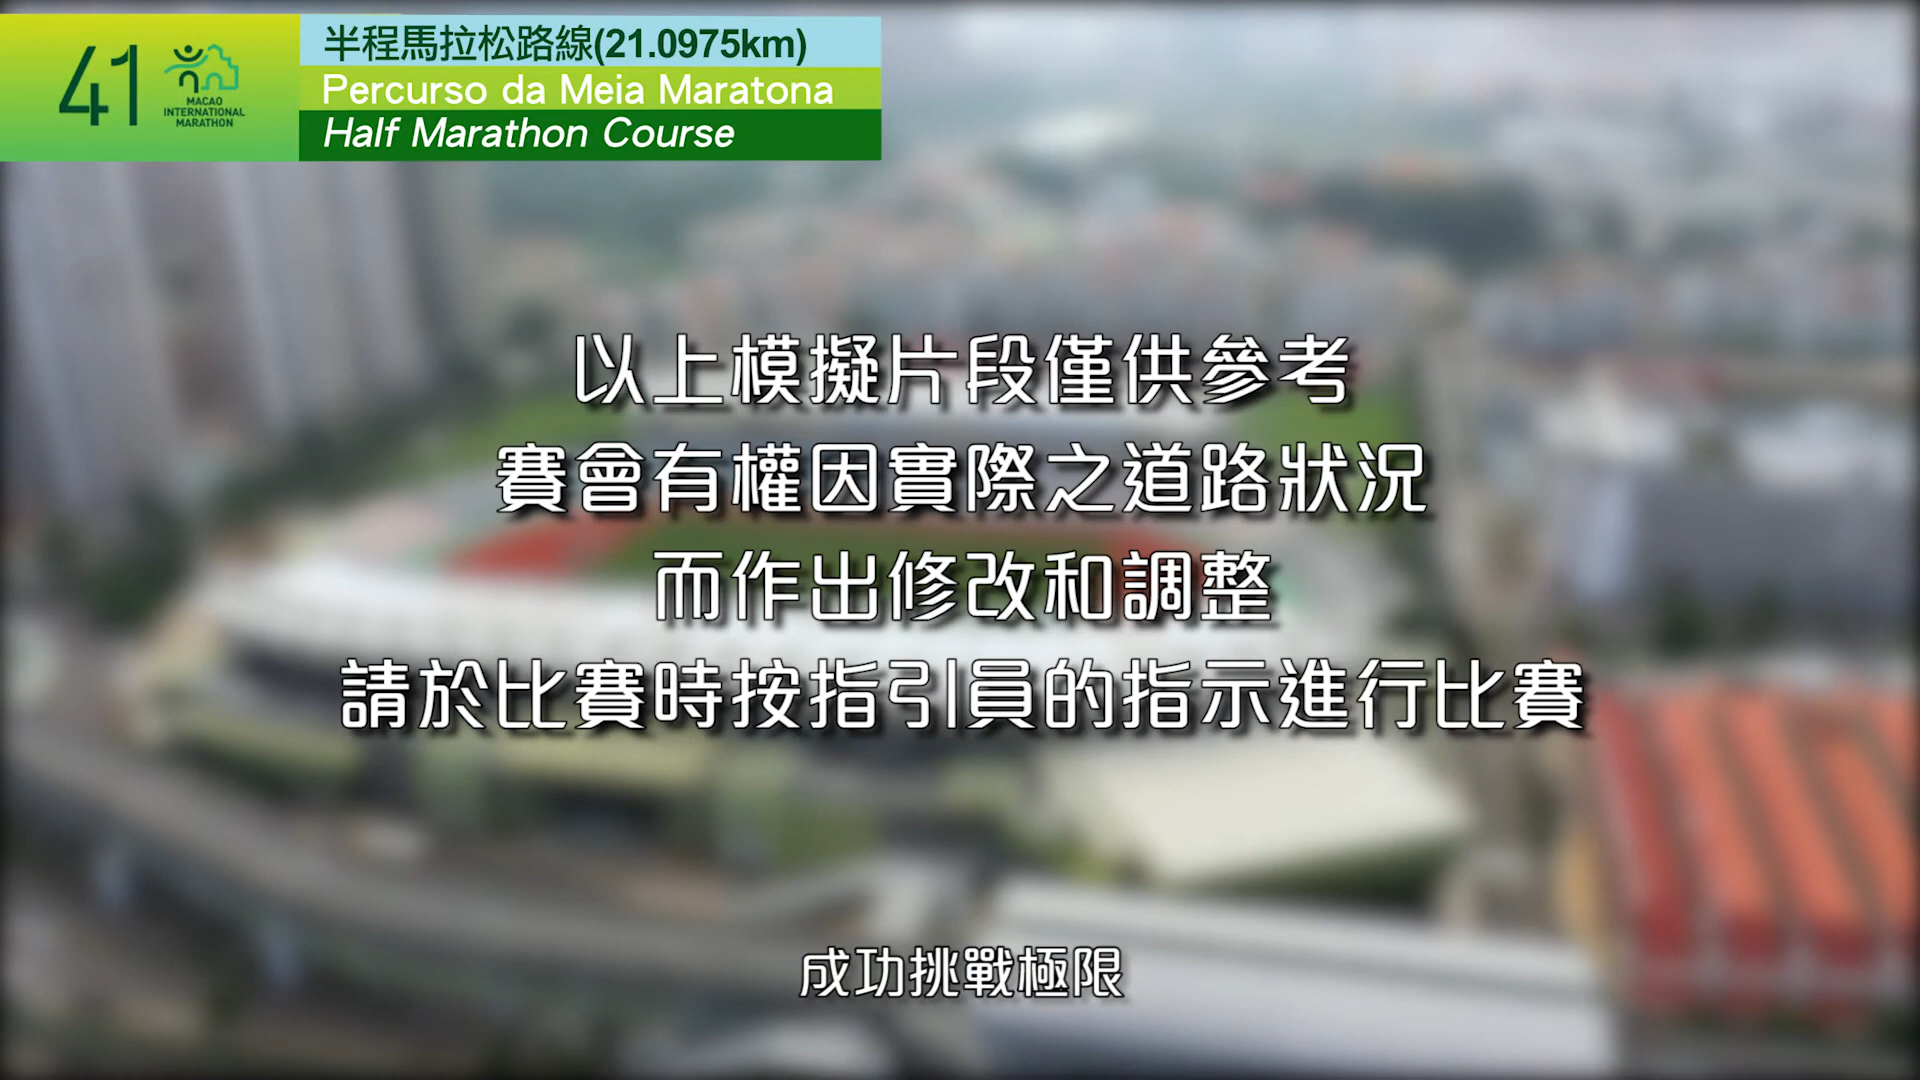 41
MACAO
INTERNATIONAL
MARATHON
半程馬拉松路線(21.0975km)
Percurso da Meia Maratona
Half Marathon Course
以上模擬片段僅供參考
賽會有權因實際之道路狀況
而作出修改和調整
請於比賽時按指引員的指示進行比賽
成功挑戰極限